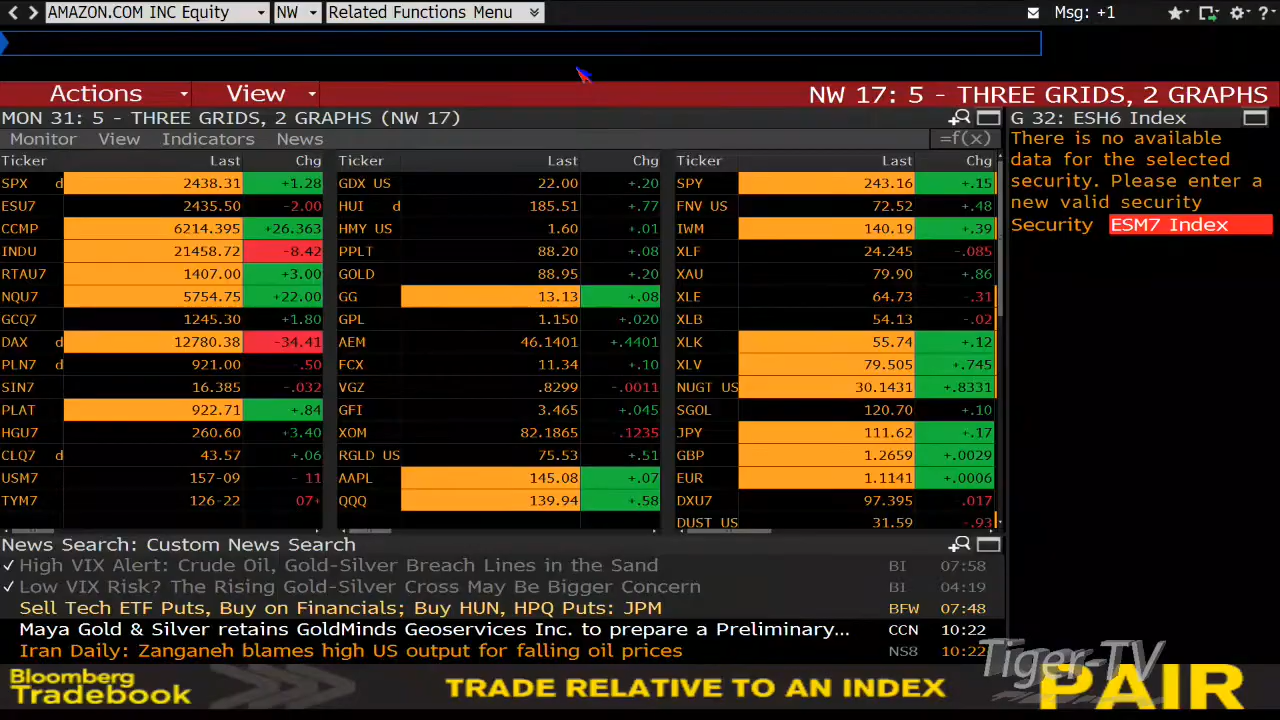 AMAZON.COM INC Equity NW Related Functions Menu Msg: +1 ?
Actions View NW 17: 5 - THREE GRIDS, 2 GRAPHS
MON 31: 5 - THREE GRIDS, 2 GRAPHS (NW 17) G 32: ESH6 Index
Monitor View Indicators News =f(x)
There is no available
data for the selected
security. Please enter a
new valid security
Security ESM7 Index
Ticker Last Chg Ticker Last Chg Ticker Last Chg
SPX d 2438.31 +1.28 GDX US 22.00 +.20 SPY 243.16 +.15
ESU7 2435.50 -2.00 HUI d 185.51 +.77 FNV US 72.52 +.48
CCMP 6214.395 +26.363 HMY US 1.60 +.01 IWM 140.19 +.39
INDU 21458.72 -8.42 PPLT 88.20 +.08 XLF 24.245 -.085
RTAU7 1407.00 +3.00 GOLD 88.95 +.20 XAU 79.90 +.86
NQU7 5754.75 +22.00 GG 13.13 +.08 XLE 64.73 -.31
GCQ7 1245.30 +1.80 GPL 1.150 +.020 XLB 54.13 -.02
DAX d 12780.38 -34.41 AEM 46.1401 +.4401 XLK 55.74 +.12
PLN7 d 921.00 -.50 FCX 11.34 +.10 XLV 79.505 +.745
SIN7 16.385 -.032 VGZ .8299 -.0011 NUGT US 30.1431 +.8331
PLAT 922.71 +.84 GFI 3.465 +.045 SGOL 120.70 +.10
HGU7 260.60 +3.40 XOM 82.1865 -.1235 JPY 111.62 +.17
CLQ7 d 43.57 +.06 RGLD US 75.53 +.51 GBP 1.2659 +.0029
USM7 157-09 - 11 AAPL 145.08 +.07 EUR 1.1141 +.0006
TYM7 126-22 07+ QQQ 139.94 +.58 DXU7 97.395 .017
DUST US 31.59 -.93
News Search: Custom News Search
High VIX Alert: Crude Oil, Gold-Silver Breach Lines in the Sand BI 07:58
Low VIX Risk? The Rising Gold-Silver Cross May Be Bigger Concern BI 04:19
Sell Tech ETF Puts, Buy on Financials; Buy HUN, HPQ Puts: JPM BFW 07:48
Maya Gold & Silver retains GoldMinds Geoservices Inc. to prepare a Preliminary... CCN 10:22
Iran Daily: Zanganeh blames high US output for falling oil prices NS8 10:22
Bloomberg
Tradebook
TRADE RELATIVE TO AN INDEX
PAIR
Tiger-TV